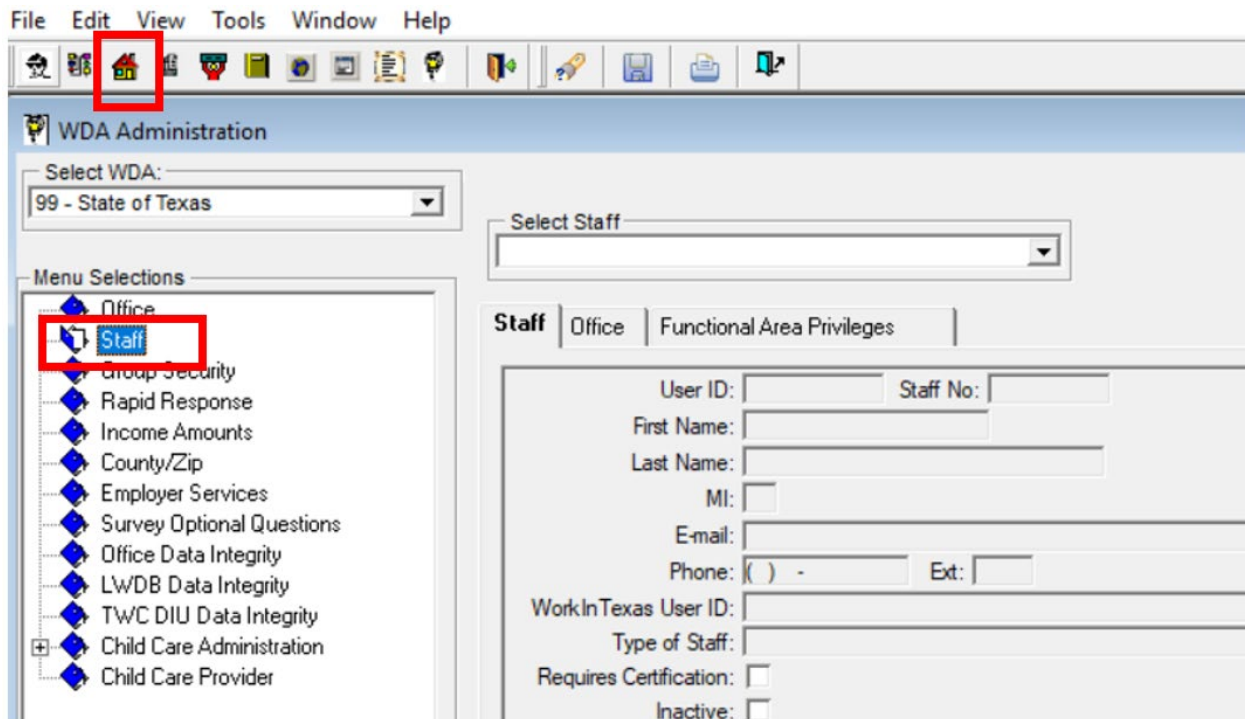 File Edit View Tools Window Help
WDA Administration
Select WDA:
99 - State of Texas
Select Staff
Menu Selections
Office
Staff
Group Security
Rapid Response
Income Amounts
County/Zip
Employer Services
Survey Optional Questions
Office Data Integrity
LWDB Data Integrity
TWC DIU Data Integrity
Child Care Administration
Child Care Provider
Staff Office Functional Area Privileges
User ID: Staff No:
First Name:
Last Name:
MI:
E-mail:
Phone: ( ) - Ext:
WorkInTexas User ID:
Type of Staff:
Requires Certification:
Inactive: